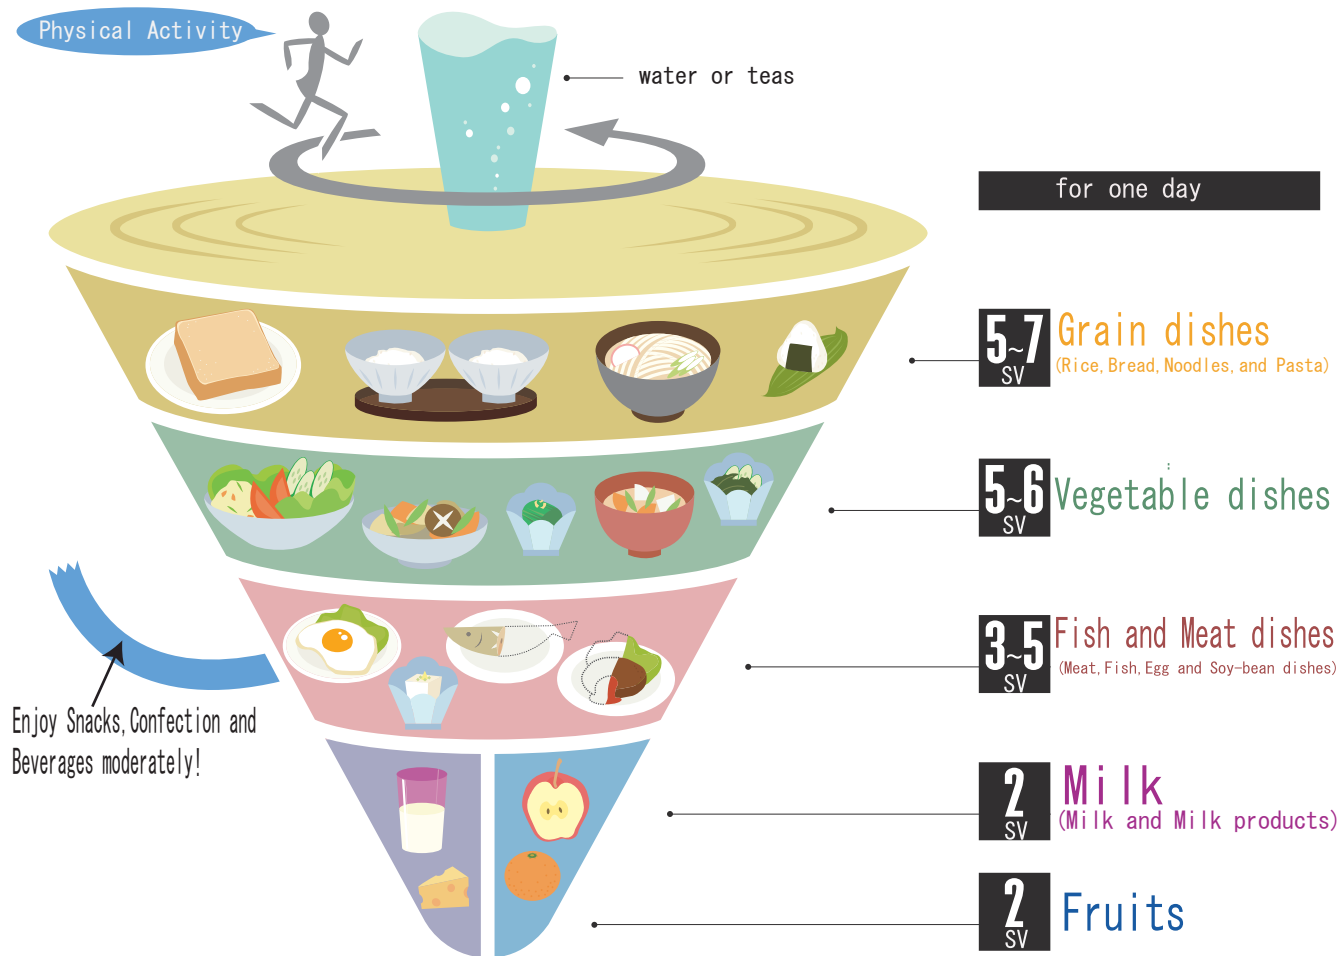 Physical Activity
water or teas
for one day
5~7
SV
Grain dishes
(Rice, Bread, Noodles, and Pasta)
5~6
SV
Vegetable dishes
3~5
SV
Fish and Meat dishes
(Meat, Fish, Egg and Soy-bean dishes)
Enjoy Snacks, Confection and
Beverages moderately!
2
SV
Milk
(Milk and Milk products)
2
SV
Fruits